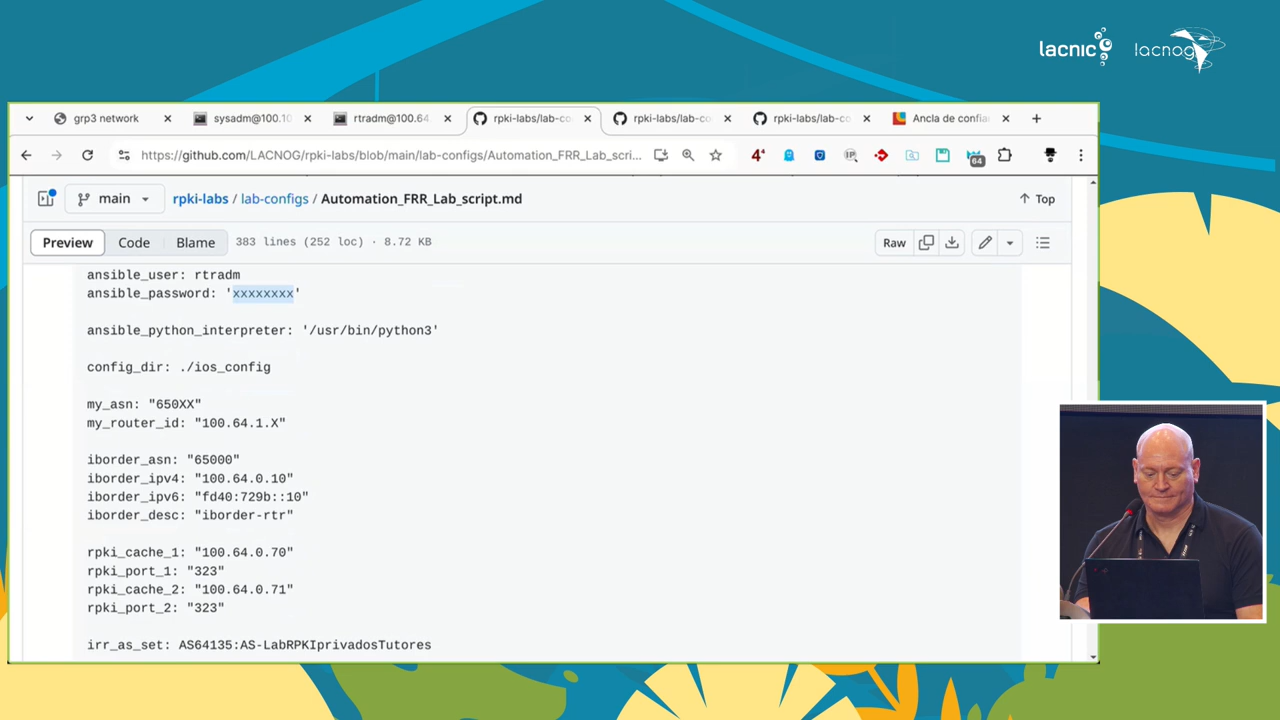 lacnic lacnog
grp3 network sysadm@100.10 rtradm@100.64. rpki-labs/lab-co rpki-labs/lab-co rpki-labs/lab-co Ancla de confia
https://github.com/LACNOG/rpki-labs/blob/main/lab-configs/Automation_FRR_Lab_scri... 4⁴ IP 64
main rpki-labs / lab-configs / Automation_FRR_Lab_script.md Top
Preview Code Blame 383 lines (252 loc) · 8.72 KB Raw
ansible_user: rtradm
ansible_password: 'xxxxxxxx'
ansible_python_interpreter: '/usr/bin/python3'
config_dir: ./ios_config
my_asn: "650XX"
my_router_id: "100.64.1.X"
iborder_asn: "65000"
iborder_ipv4: "100.64.0.10"
iborder_ipv6: "fd40:729b::10"
iborder_desc: "iborder-rtr"
rpki_cache_1: "100.64.0.70"
rpki_port_1: "323"
rpki_cache_2: "100.64.0.71"
rpki_port_2: "323"
irr_as_set: AS64135:AS-LabRPKIprivadosTutores